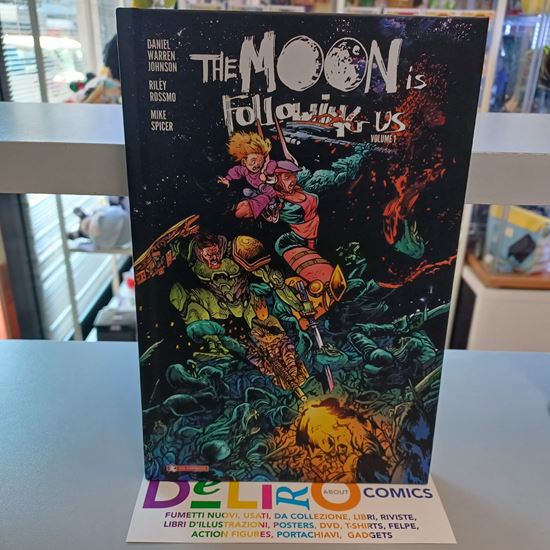 DANIEL
WARREN
JOHNSON
RILEY
ROSSMO
MIKE
SPICER
THE MOON is
Following US
VOLUME 1
DeLiRO ABOUT COMICS
FUMETTI NUOVI, USATI, DA COLLEZIONE, LIBRI, RIVISTE,
LIBRI D'ILLUSTRAZIONI, POSTERS, DVD, T-SHIRTS, FELPE,
ACTION FIGURES, PORTACHIAVI, GADGETS